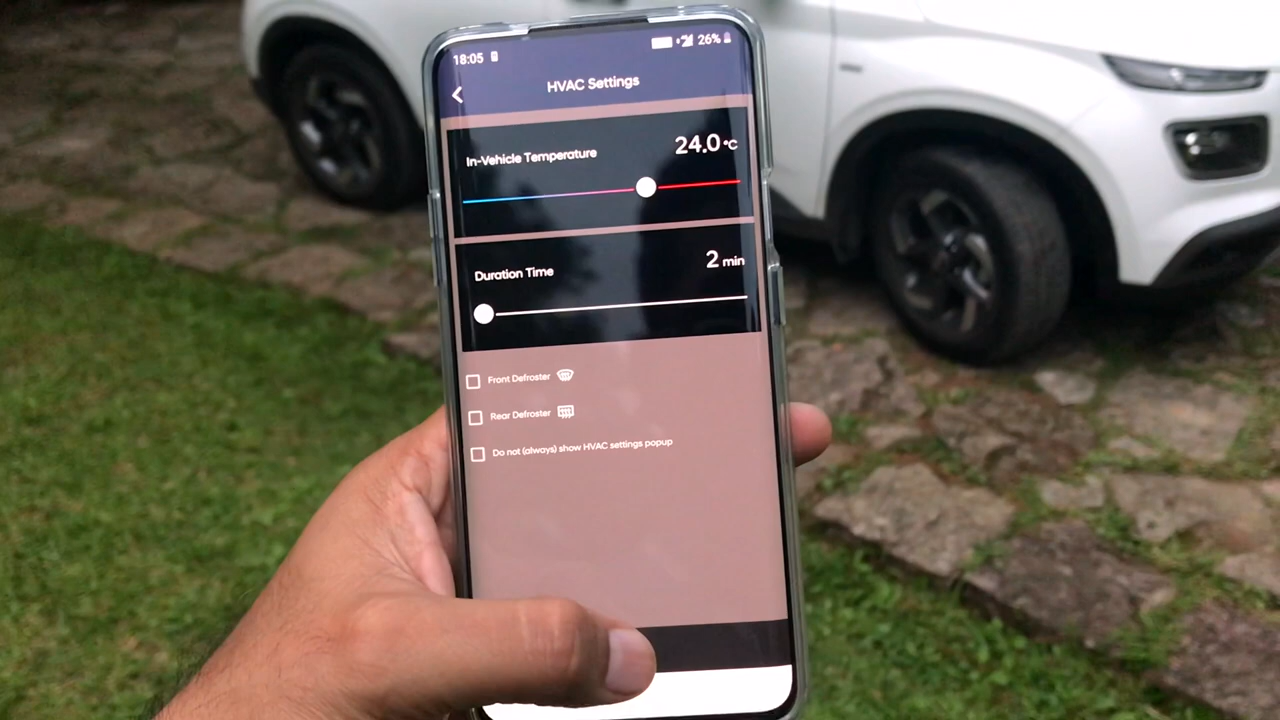 18:05
26%
HVAC Settings
In-Vehicle Temperature
24.0 °C
Duration Time
2 min
Front Defroster
Rear Defroster
Do not (always) show HVAC settings popup